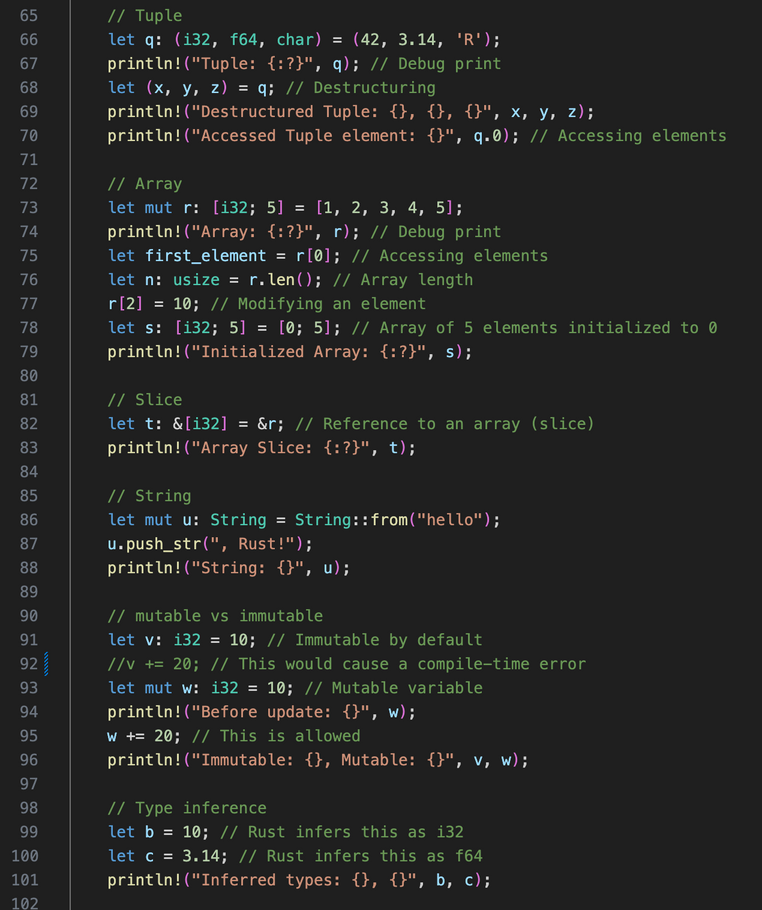 65 // Tuple
66 let q: (i32, f64, char) = (42, 3.14, 'R');
67 println!("Tuple: {:?}", q); // Debug print
68 let (x, y, z) = q; // Destructuring
69 println!("Destructured Tuple: {}, {}, {}", x, y, z);
70 println!("Accessed Tuple element: {}", q.0); // Accessing elements
71
72 // Array
73 let mut r: [i32; 5] = [1, 2, 3, 4, 5];
74 println!("Array: {:?}", r); // Debug print
75 let first_element = r[0]; // Accessing elements
76 let n: usize = r.len(); // Array length
77 r[2] = 10; // Modifying an element
78 let s: [i32; 5] = [0; 5]; // Array of 5 elements initialized to 0
79 println!("Initialized Array: {:?}", s);
80
81 // Slice
82 let t: &[i32] = &r; // Reference to an array (slice)
83 println!("Array Slice: {:?}", t);
84
85 // String
86 let mut u: String = String::from("hello");
87 u.push_str(", Rust!");
88 println!("String: {}", u);
89
90 // mutable vs immutable
91 let v: i32 = 10; // Immutable by default
92 //v += 20; // This would cause a compile-time error
93 let mut w: i32 = 10; // Mutable variable
94 println!("Before update: {}", w);
95 w += 20; // This is allowed
96 println!("Immutable: {}, Mutable: {}", v, w);
97
98 // Type inference
99 let b = 10; // Rust infers this as i32
100 let c = 3.14; // Rust infers this as f64
101 println!("Inferred types: {}, {}", b, c);
102